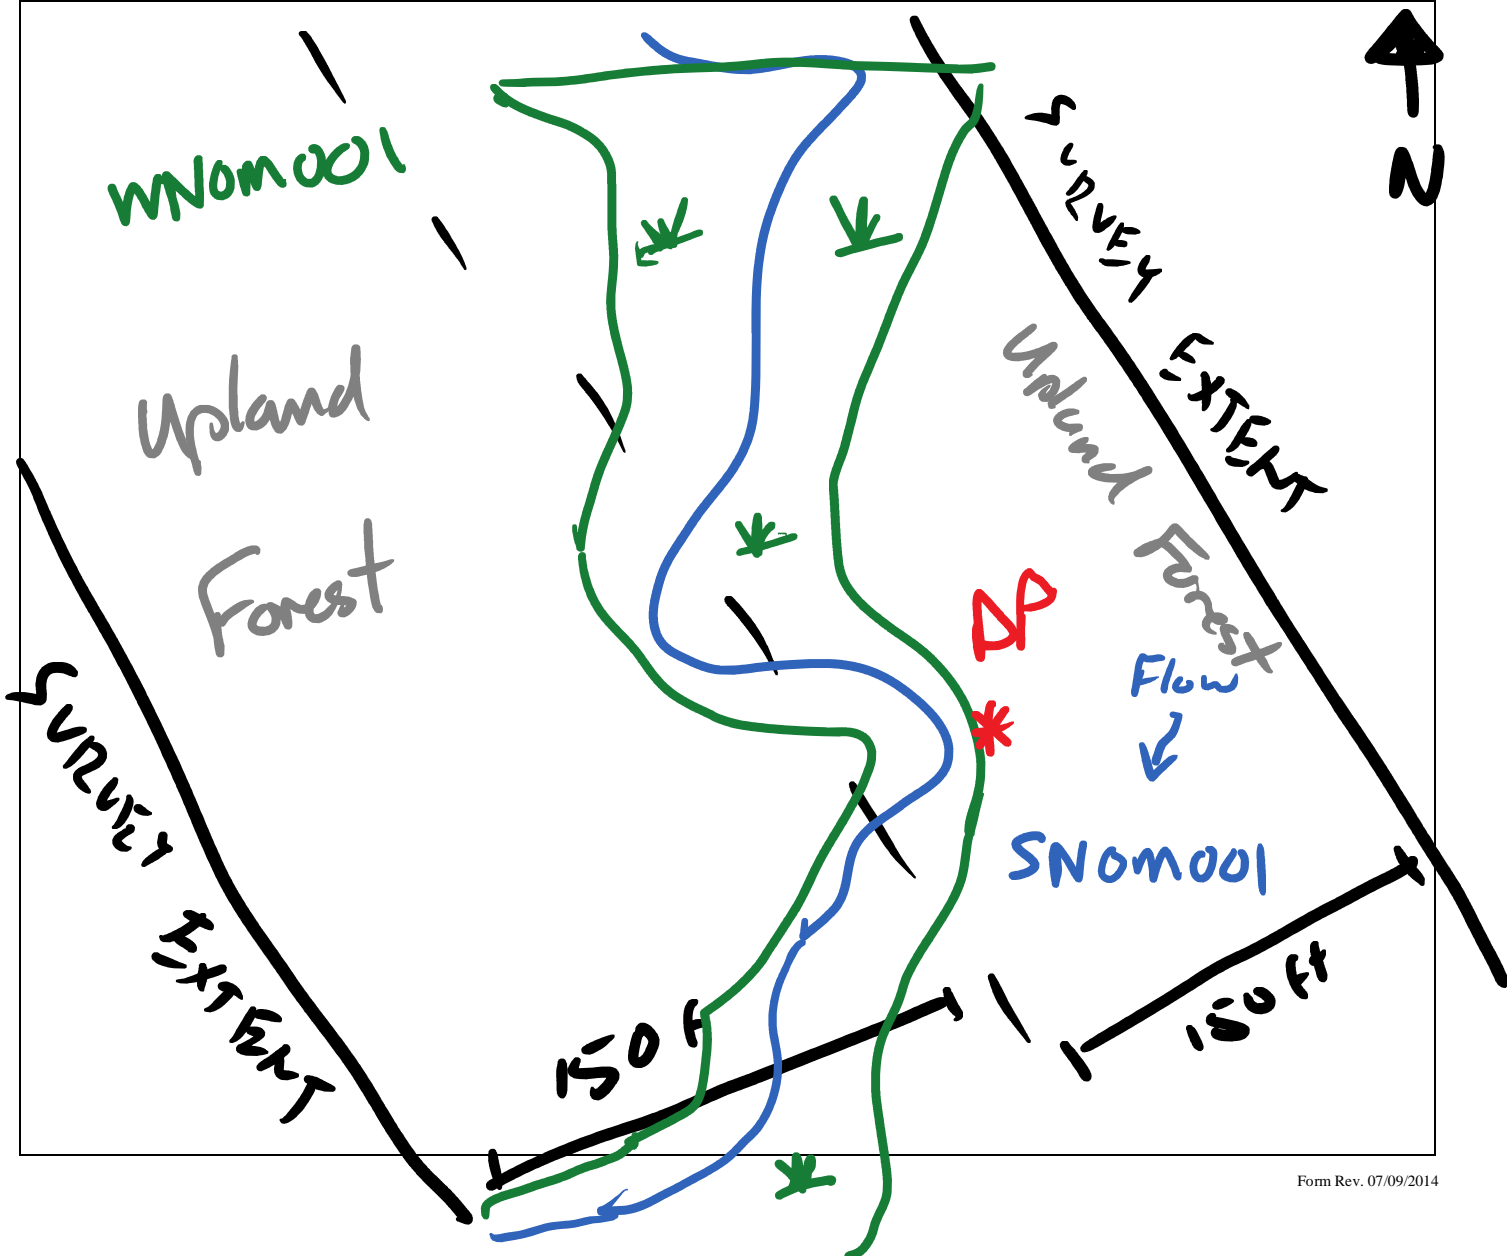 N
WNOM001
SURVEY EXTENT
Upland
Forest
Upland Forest
DP
Flow
SNOM001
SURVEY EXTENT
150 F
150 Ft
Form Rev. 07/09/2014